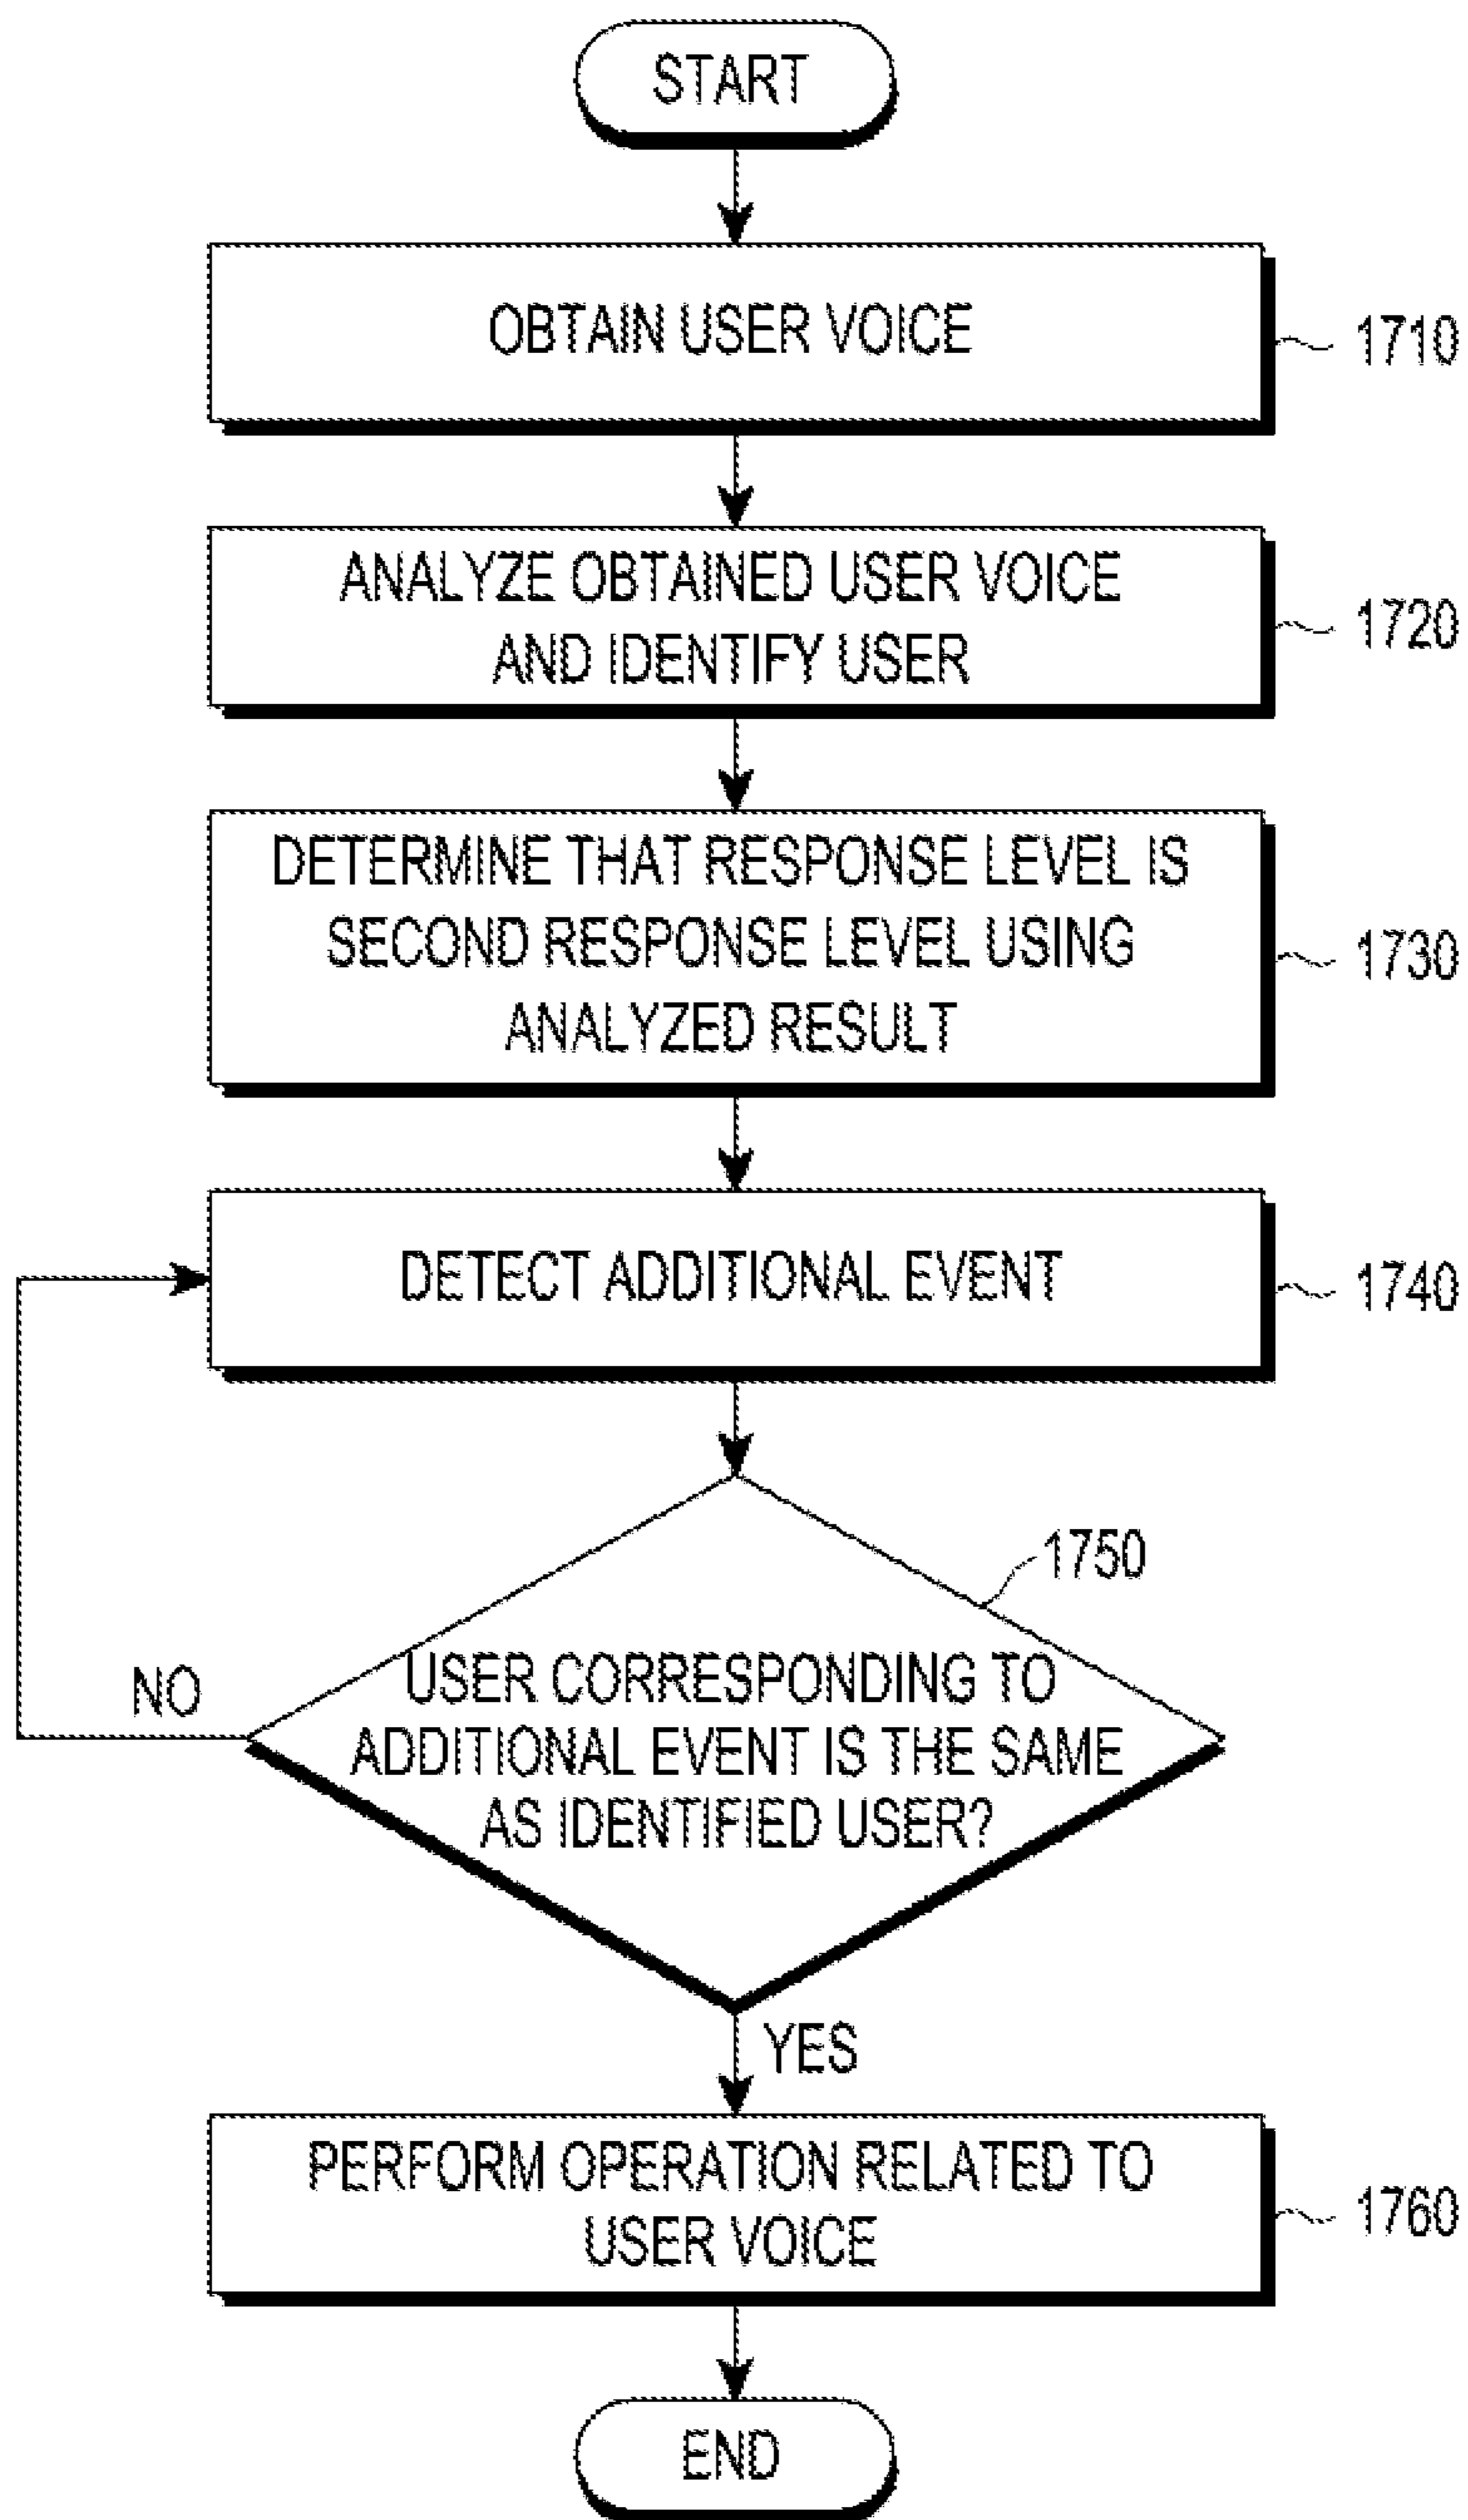 START
OBTAIN USER VOICE
1710
ANALYZE OBTAINED USER VOICE
AND IDENTIFY USER
1720
DETERMINE THAT RESPONSE LEVEL IS
SECOND RESPONSE LEVEL USING
ANALYZED RESULT
1730
DETECT ADDITIONAL EVENT
1740
1750
USER CORRESPONDING TO
ADDITIONAL EVENT IS THE SAME
AS IDENTIFIED USER?
NO
YES
PERFORM OPERATION RELATED TO
USER VOICE
1760
END